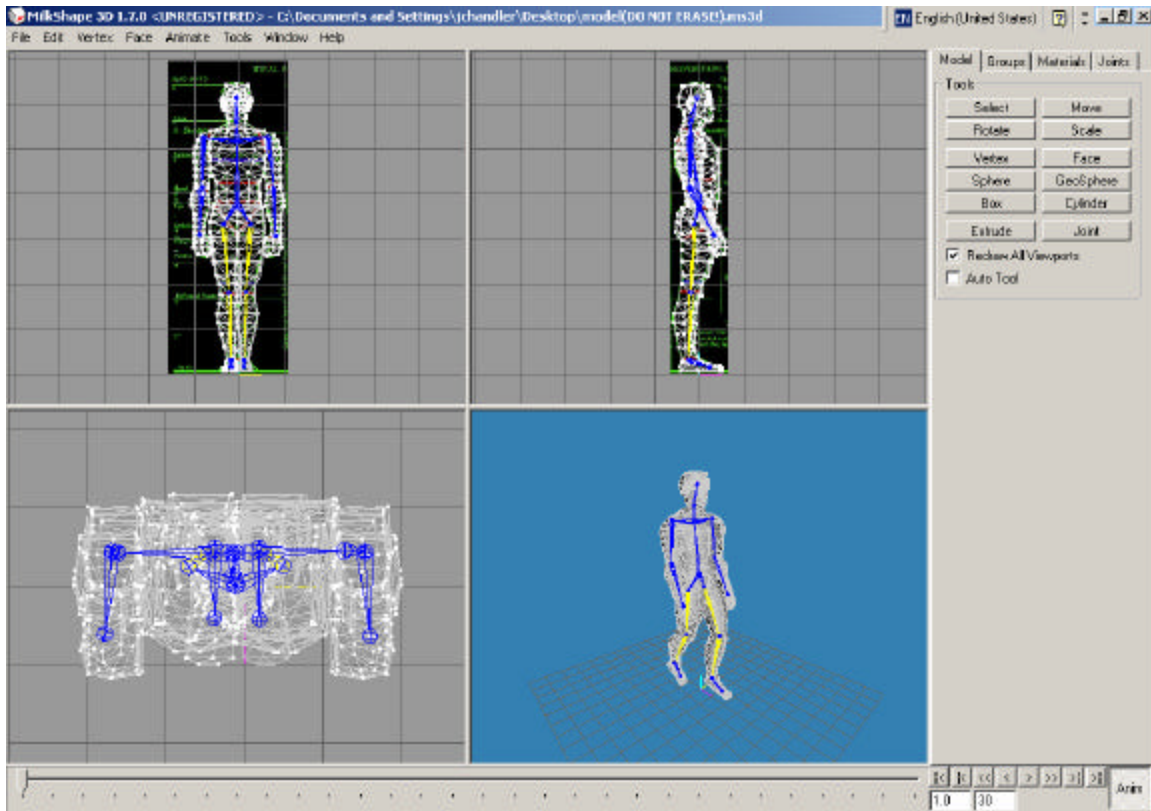 MilkShape 3D 1.7.0 <UNREGISTERED> - C:\Documents and Settings\jchandler\Desktop\model(DO NOT ERASE!).ms3d
EN English (United States)
File Edit Vertex Face Animate Tools Window Help
Model Groups Materials Joints
Tools
Select Move
Rotate Scale
Vertex Face
Sphere GeoSphere
Box Cylinder
Extrude Joint
Redraw All Viewports
Auto Tool
|< |< << < > >> >| >|
1.0 30 Anim